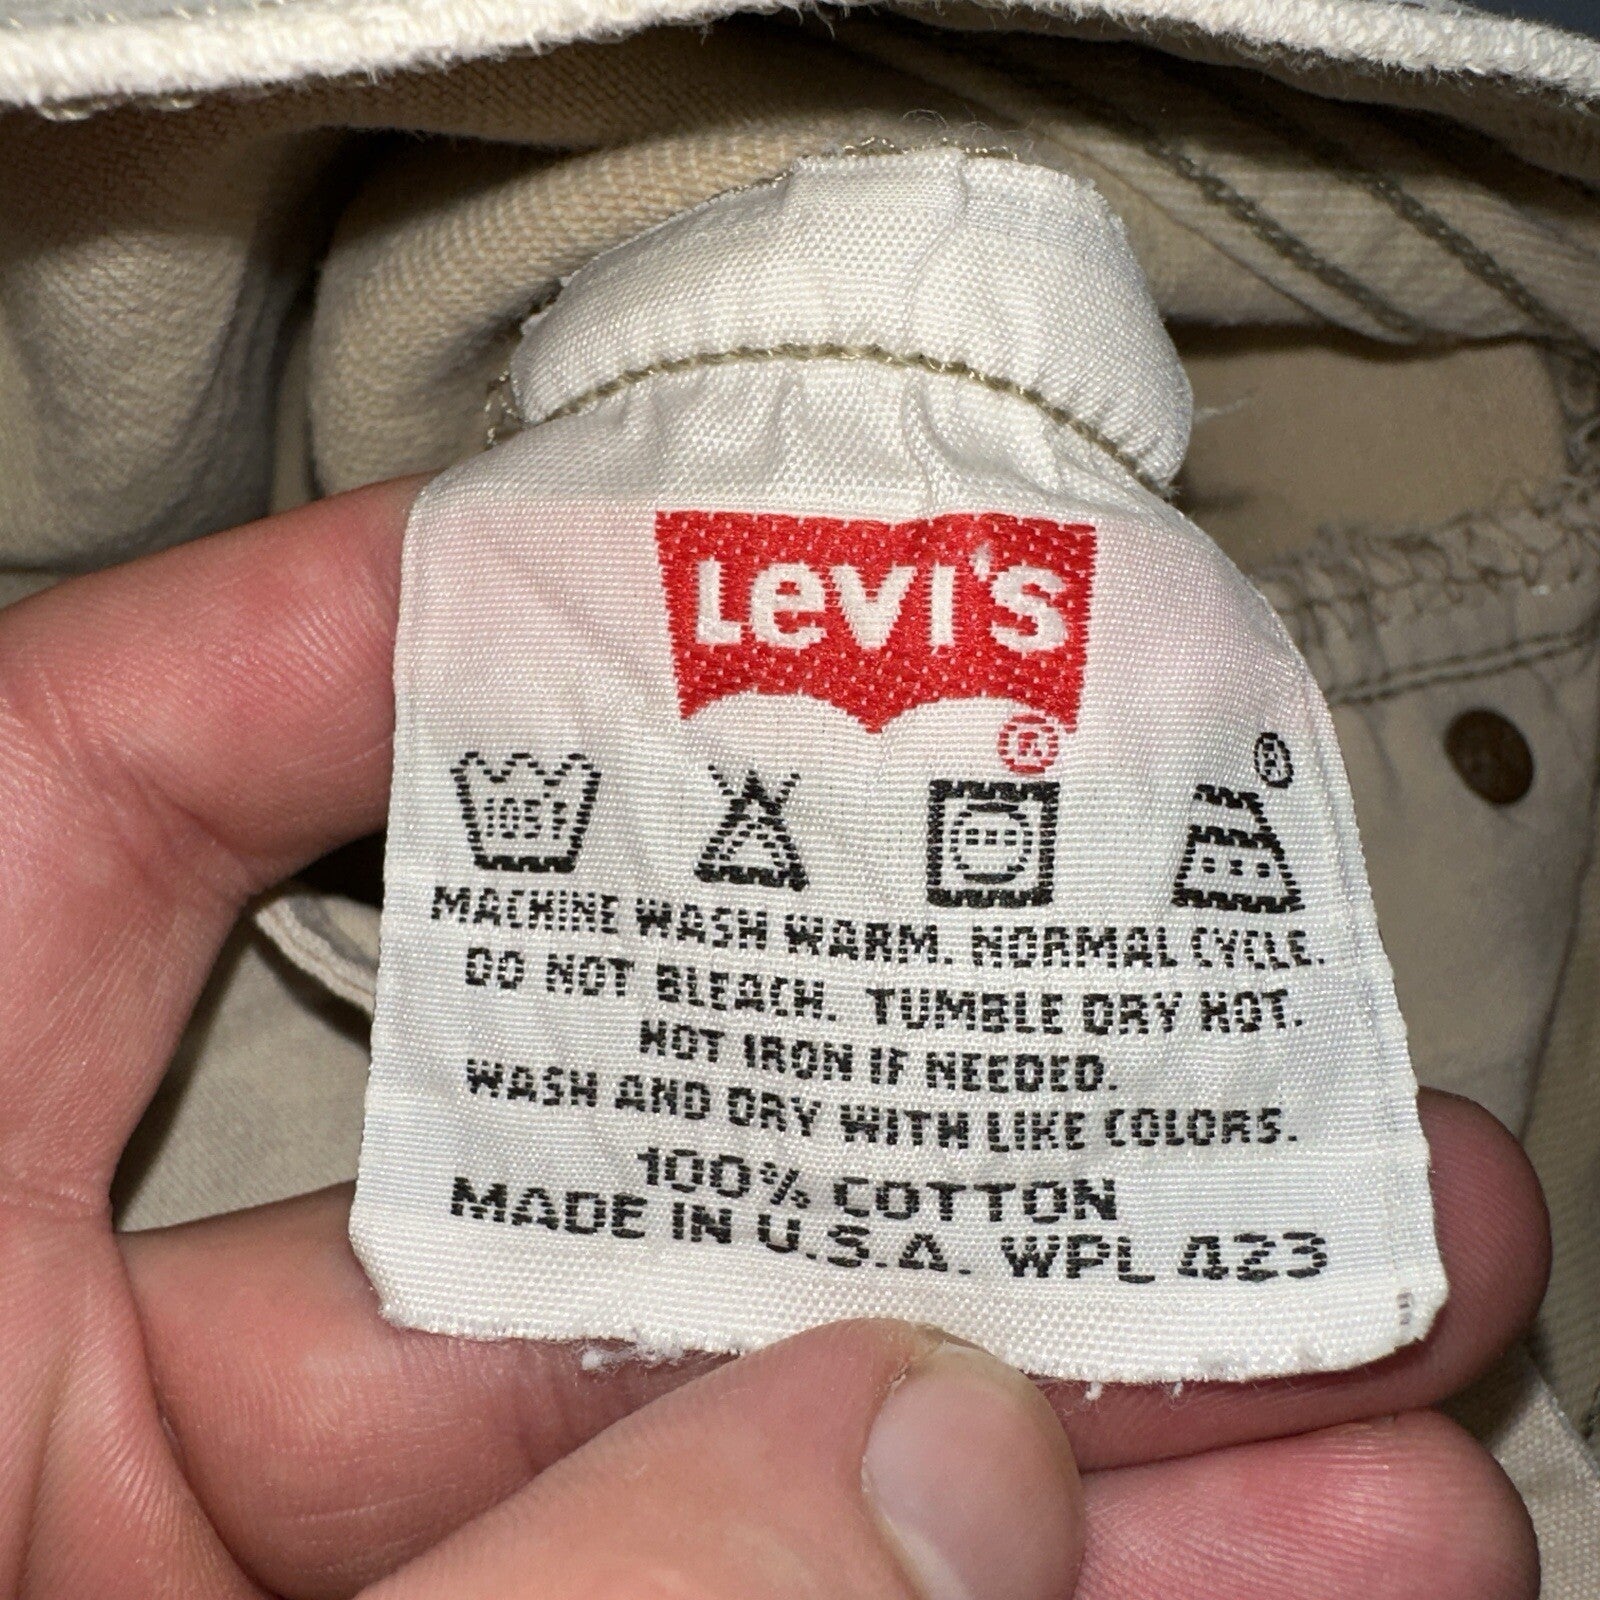 LEVI'S
®
105°F
®
MACHINE WASH WARM. NORMAL CYCLE.
DO NOT BLEACH. TUMBLE DRY HOT.
HOT IRON IF NEEDED.
WASH AND DRY WITH LIKE COLORS.
100% COTTON
MADE IN U.S.A. WPL 423